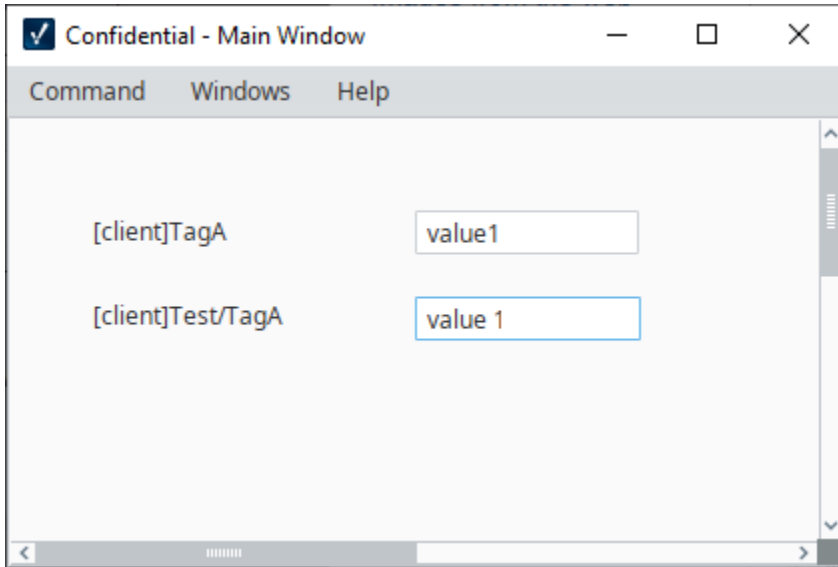 Confidential - Main Window
Command Windows Help
[client]TagA value1
[client]Test/TagA value 1